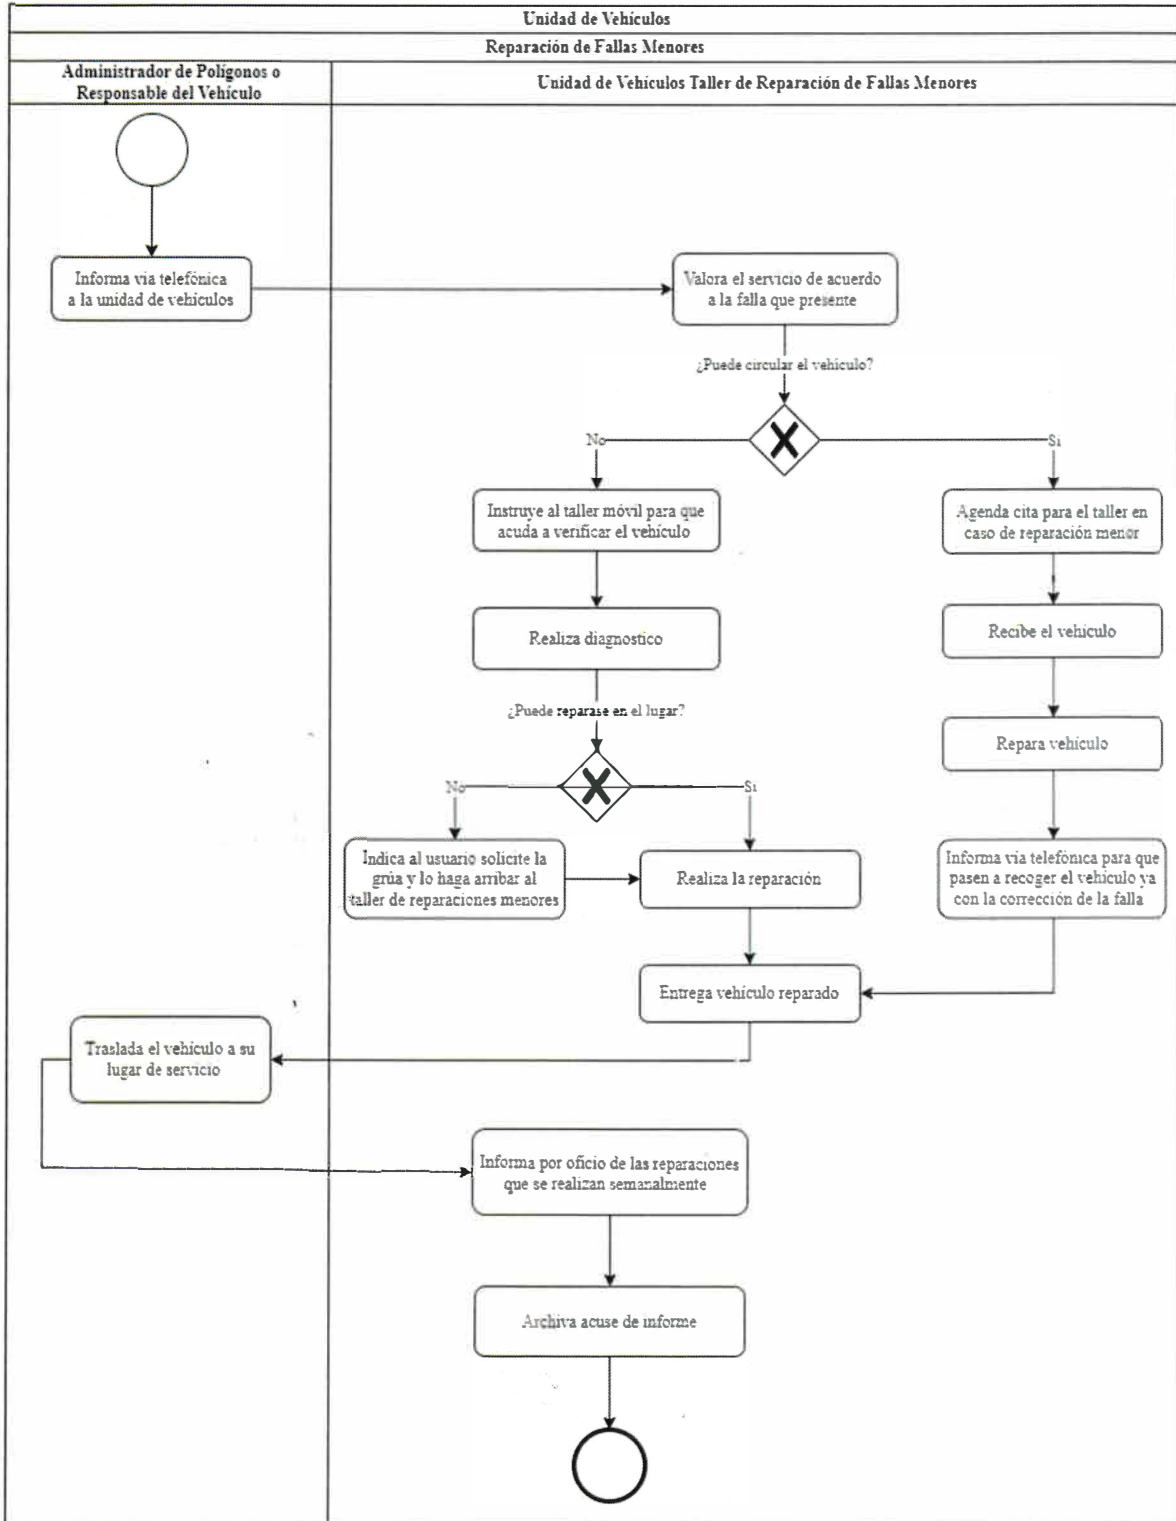 Unidad de Vehículos
Reparación de Fallas Menores
Administrador de Polígonos o
Responsable del Vehículo
Unidad de Vehículos Taller de Reparación de Fallas Menores
Informa via telefónica
a la unidad de vehículos
Valora el servicio de acuerdo
a la falla que presente
¿Puede circular el vehículo?
No
Si
Instruye al taller móvil para que
acuda a verificar el vehículo
Agenda cita para el taller en
caso de reparación menor
Realiza diagnostico
Recibe el vehiculo
¿Puede reparase en el lugar?
Repara vehículo
No
Si
Indica al usuario solicite la
grúa y lo haga arribar al
taller de reparaciones menores
Realiza la reparación
Informa via telefónica para que
pasen a recoger el vehículo ya
con la corrección de la falla
Entrega vehículo reparado
Traslada el vehículo a su
lugar de servicio
Informa por oficio de las reparaciones
que se realizan semanalmente
Archiva acuse de informe